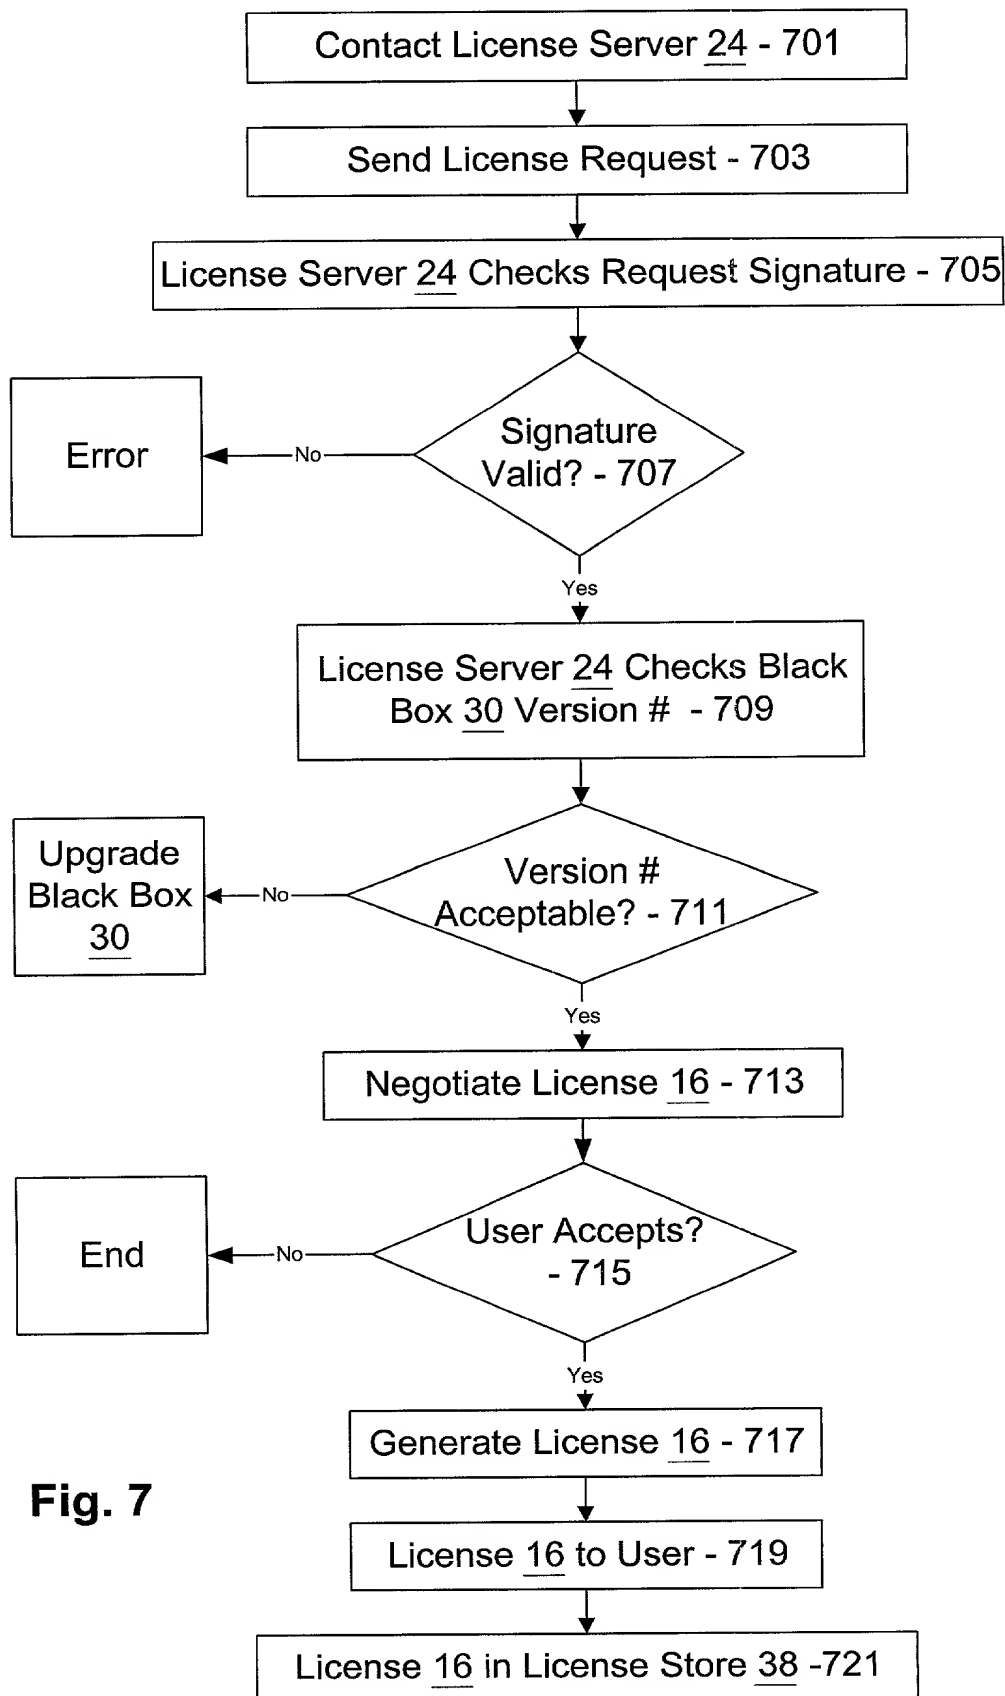 Contact License Server 24 - 701
Send License Request - 703
License Server 24 Checks Request Signature - 705
Signature
Valid? - 707
No
Error
Yes
License Server 24 Checks Black
Box 30 Version # - 709
Version #
Acceptable? - 711
No
Upgrade
Black Box
30
Yes
Negotiate License 16 - 713
User Accepts?
- 715
No
End
Yes
Generate License 16 - 717
License 16 to User - 719
License 16 in License Store 38 -721
Fig. 7